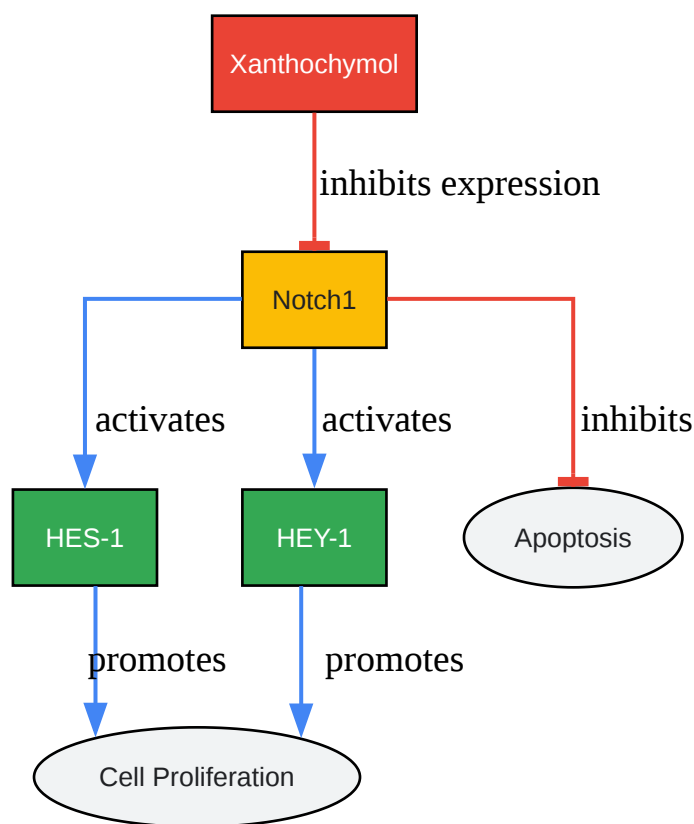 Xanthochymol
inhibits expression
Notch1
activates
activates
inhibits
HES-1
HEY-1
Apoptosis
promotes
promotes
Cell Proliferation